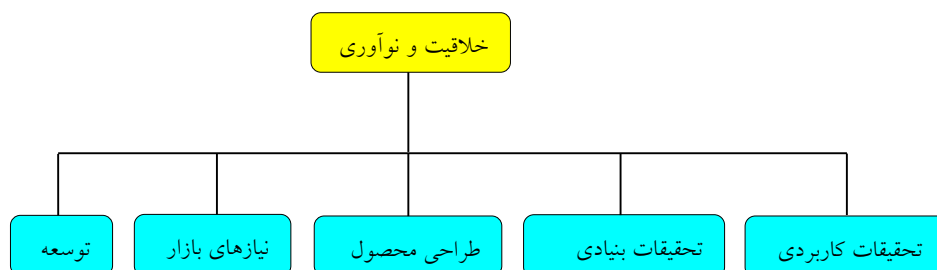 خلاقیت و نوآوری
تحقیقات کاربردی
تحقیقات بنیادی
طراحی محصول
نیازهای بازار
توسعه